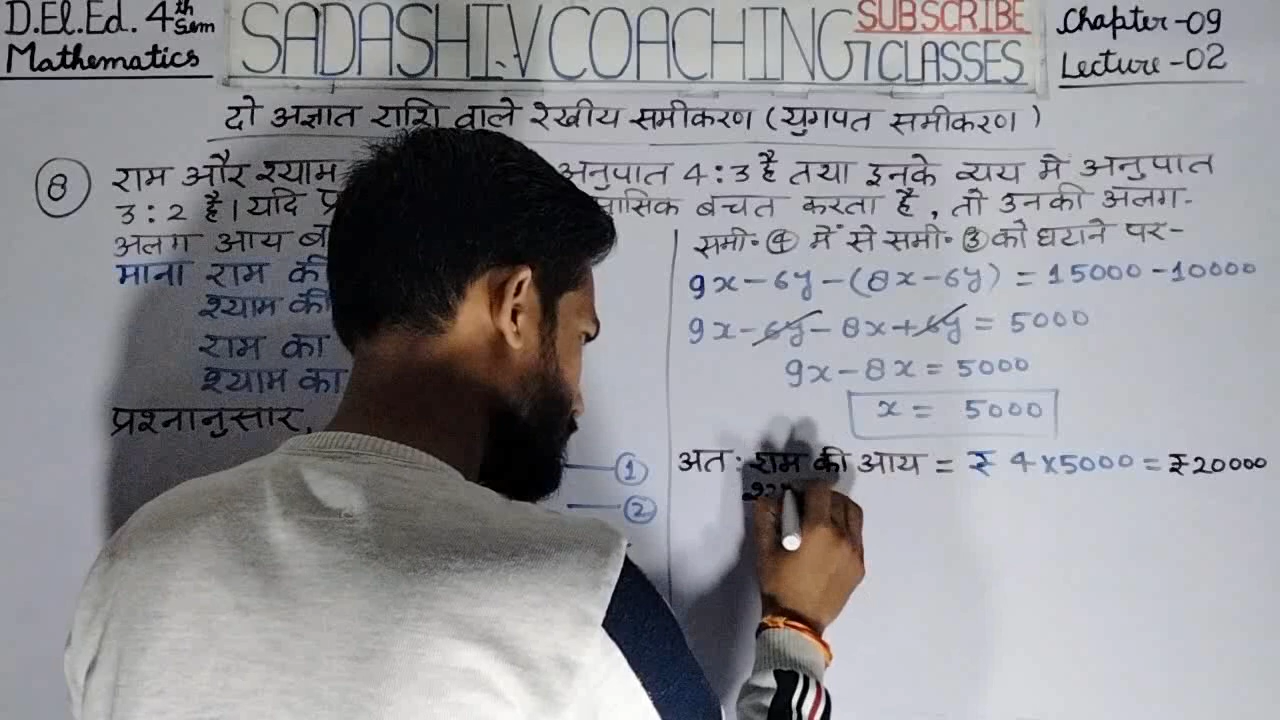 D.El.Ed. 4th Sem
Mathematics
SADASHIV COACHING CLASSES
SUBSCRIBE
Chapter-09
Lecture-02
दो अज्ञात राशि वाले रेखीय समीकरण (युगपत समीकरण)
8 राम और श्याम अनुपात 4:3 है तथा इनके व्यय मे अनुपात
3:2 है। यदि मासिक बचत करता है, तो उनकी अलग-
अलग आय
माना राम की
श्याम की
राम का
श्याम का
प्रश्नानुसार,
1
2
समी॰ 4 में से समी॰ 3 को घटाने पर-
9x-6y-(8x-6y) = 15000-10000
9x-6y-8x+6y = 5000
9x-8x = 5000
x = 5000
अत: राम की आय = ₹ 4x5000 = ₹20000